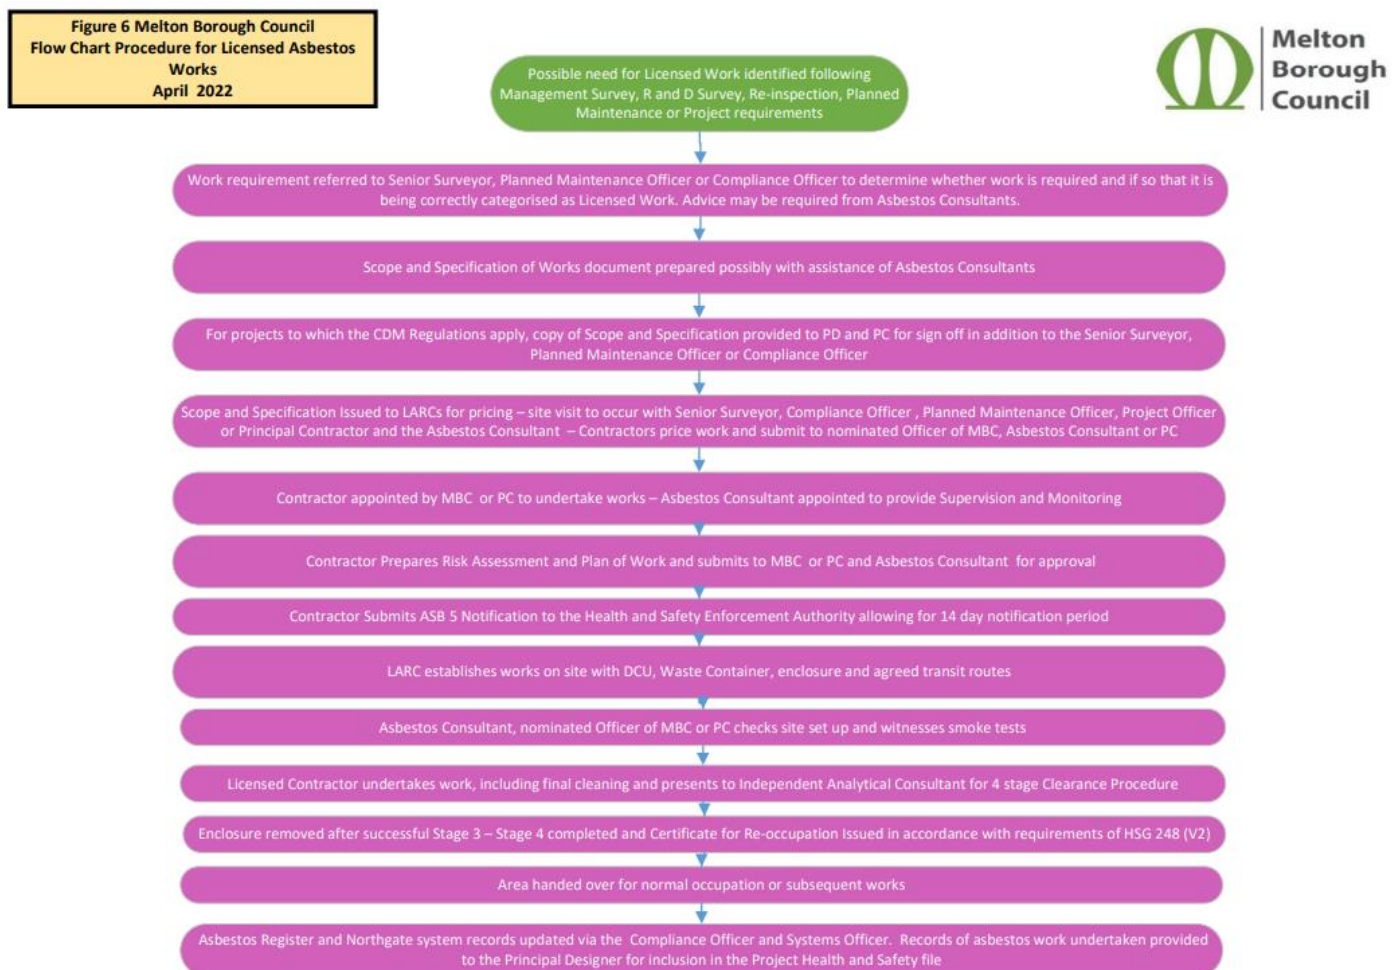 Figure 6 Melton Borough Council
Flow Chart Procedure for Licensed Asbestos
Works
April 2022
Melton
Borough
Council
Possible need for Licensed Work identified following
Management Survey, R and D Survey, Re-inspection, Planned
Maintenance or Project requirements
Work requirement referred to Senior Surveyor, Planned Maintenance Officer or Compliance Officer to determine whether work is required and if so that it is
being correctly categorised as Licensed Work. Advice may be required from Asbestos Consultants.
Scope and Specification of Works document prepared possibly with assistance of Asbestos Consultants
For projects to which the CDM Regulations apply, copy of Scope and Specification provided to PD and PC for sign off in addition to the Senior Surveyor,
Planned Maintenance Officer or Compliance Officer
Scope and Specification Issued to LARCs for pricing – site visit to occur with Senior Surveyor, Compliance Officer , Planned Maintenance Officer, Project Officer
or Principal Contractor and the Asbestos Consultant – Contractors price work and submit to nominated Officer of MBC, Asbestos Consultant or PC
Contractor appointed by MBC or PC to undertake works – Asbestos Consultant appointed to provide Supervision and Monitoring
Contractor Prepares Risk Assessment and Plan of Work and submits to MBC or PC and Asbestos Consultant for approval
Contractor Submits ASB 5 Notification to the Health and Safety Enforcement Authority allowing for 14 day notification period
LARC establishes works on site with DCU, Waste Container, enclosure and agreed transit routes
Asbestos Consultant, nominated Officer of MBC or PC checks site set up and witnesses smoke tests
Licensed Contractor undertakes work, including final cleaning and presents to Independent Analytical Consultant for 4 stage Clearance Procedure
Enclosure removed after successful Stage 3 – Stage 4 completed and Certificate for Re-occupation Issued in accordance with requirements of HSG 248 (V2)
Area handed over for normal occupation or subsequent works
Asbestos Register and Northgate system records updated via the Compliance Officer and Systems Officer. Records of asbestos work undertaken provided
to the Principal Designer for inclusion in the Project Health and Safety file